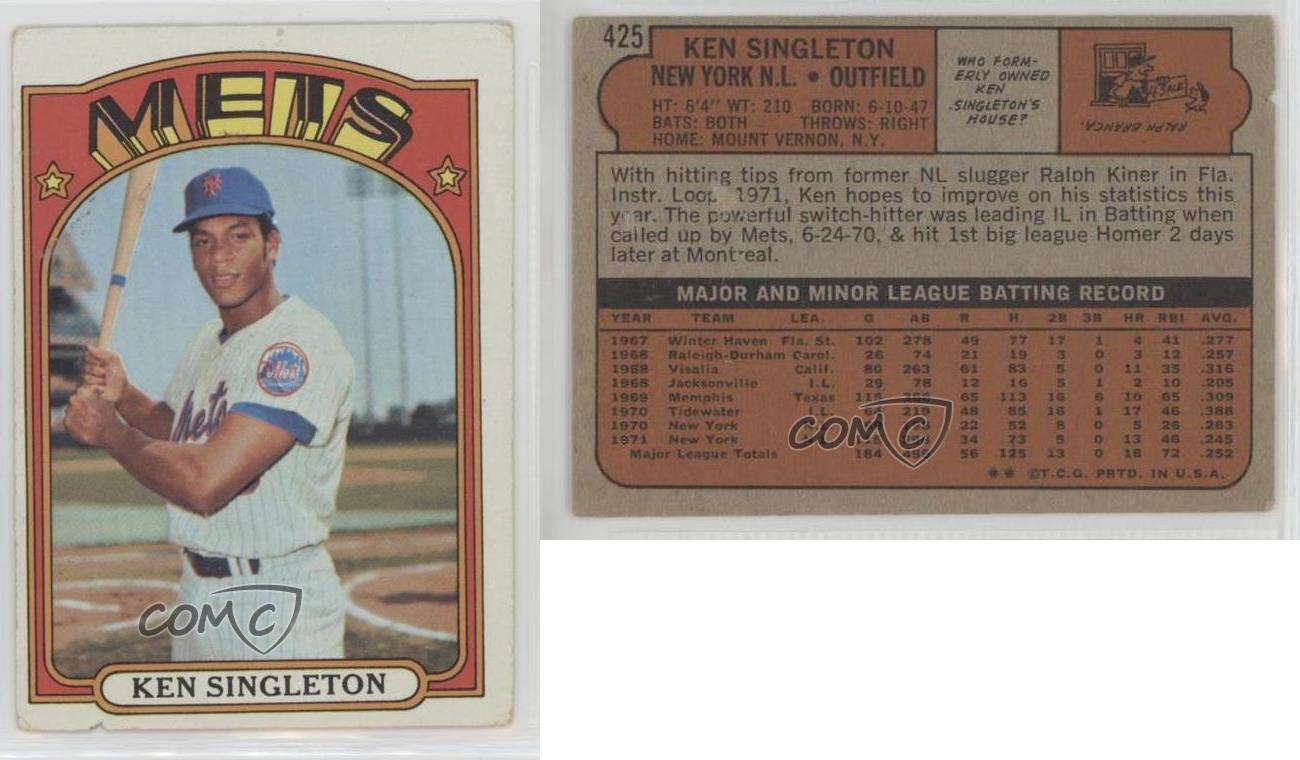 METS
Mets
Mets
COMC
KEN SINGLETON
425
KEN SINGLETON
NEW YORK N.L. • OUTFIELD
HT: 6'4" WT: 210 BORN: 6-10-47
BATS: BOTH THROWS: RIGHT
HOME: MOUNT VERNON, N.Y.
WHO FORM-
ERLY OWNED
KEN
SINGLETON'S
HOUSE?
SALE
RALPH BRANCA.
With hitting tips from former NL slugger Ralph Kiner in Fla.
Instr. Loop, 1971, Ken hopes to improve on his statistics this
year. The powerful switch-hitter was leading IL in Batting when
called up by Mets, 6-24-70, & hit 1st big league Homer 2 days
later at Montreal.
MAJOR AND MINOR LEAGUE BATTING RECORD
YEAR TEAM LEA. G AB R H 2B 3B HR RBI AVG.
1967 Winter Haven Fla. St. 102 278 49 77 17 1 4 41 .277
1968 Raleigh-Durham Carol. 26 74 21 19 3 0 3 12 .257
1968 Visalia Calif. 80 263 61 83 5 0 11 35 .316
1968 Jacksonville I.L. 29 78 12 16 5 1 2 10 .205
1969 Memphis Texas 115 65 113 16 6 10 65 .309
1970 Tidewater I.L. 64 219 48 85 16 1 17 46 .388
1970 New York 22 52 8 0 5 26 .263
1971 New York 34 73 5 0 13 46 .245
Major League Totals 184 496 56 125 13 0 18 72 .252
COMC
** ©T.C.G. PRTD. IN U.S.A.